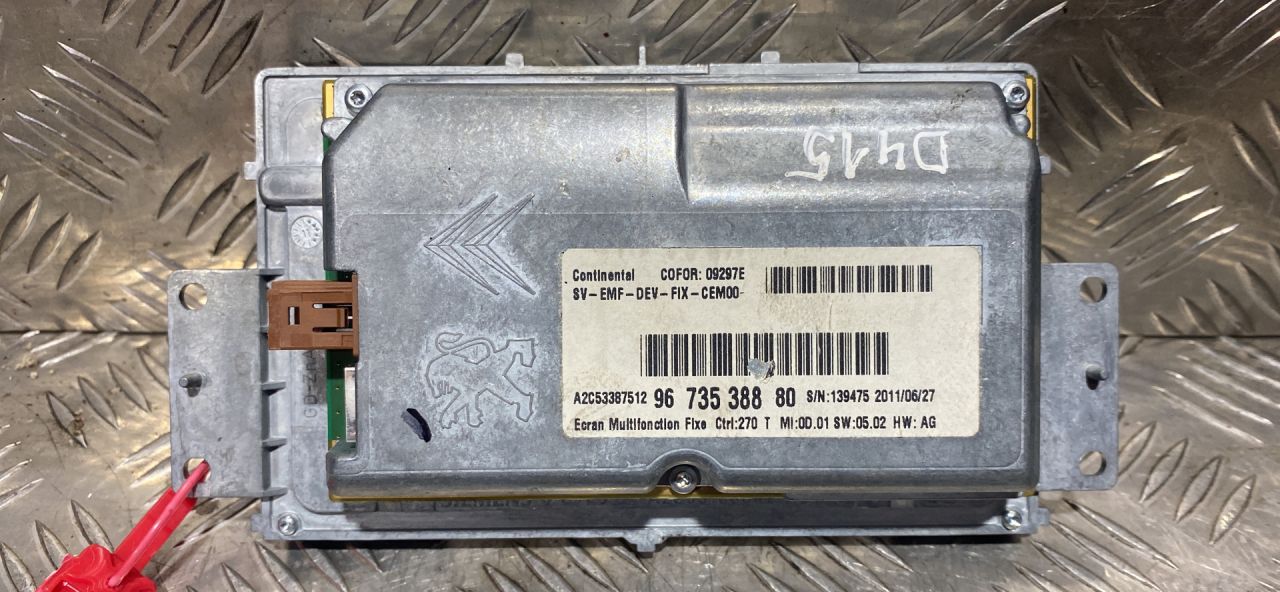 D415
Continental COFOR: 09297E
SV-EMF-DEV-FIX-CEM00
A2C53387512 96 735 388 80 S/N:139475 2011/06/27
Ecran Multifonction Fixe Ctrl:270 T MI:0D.01 SW:05.02 HW: AG